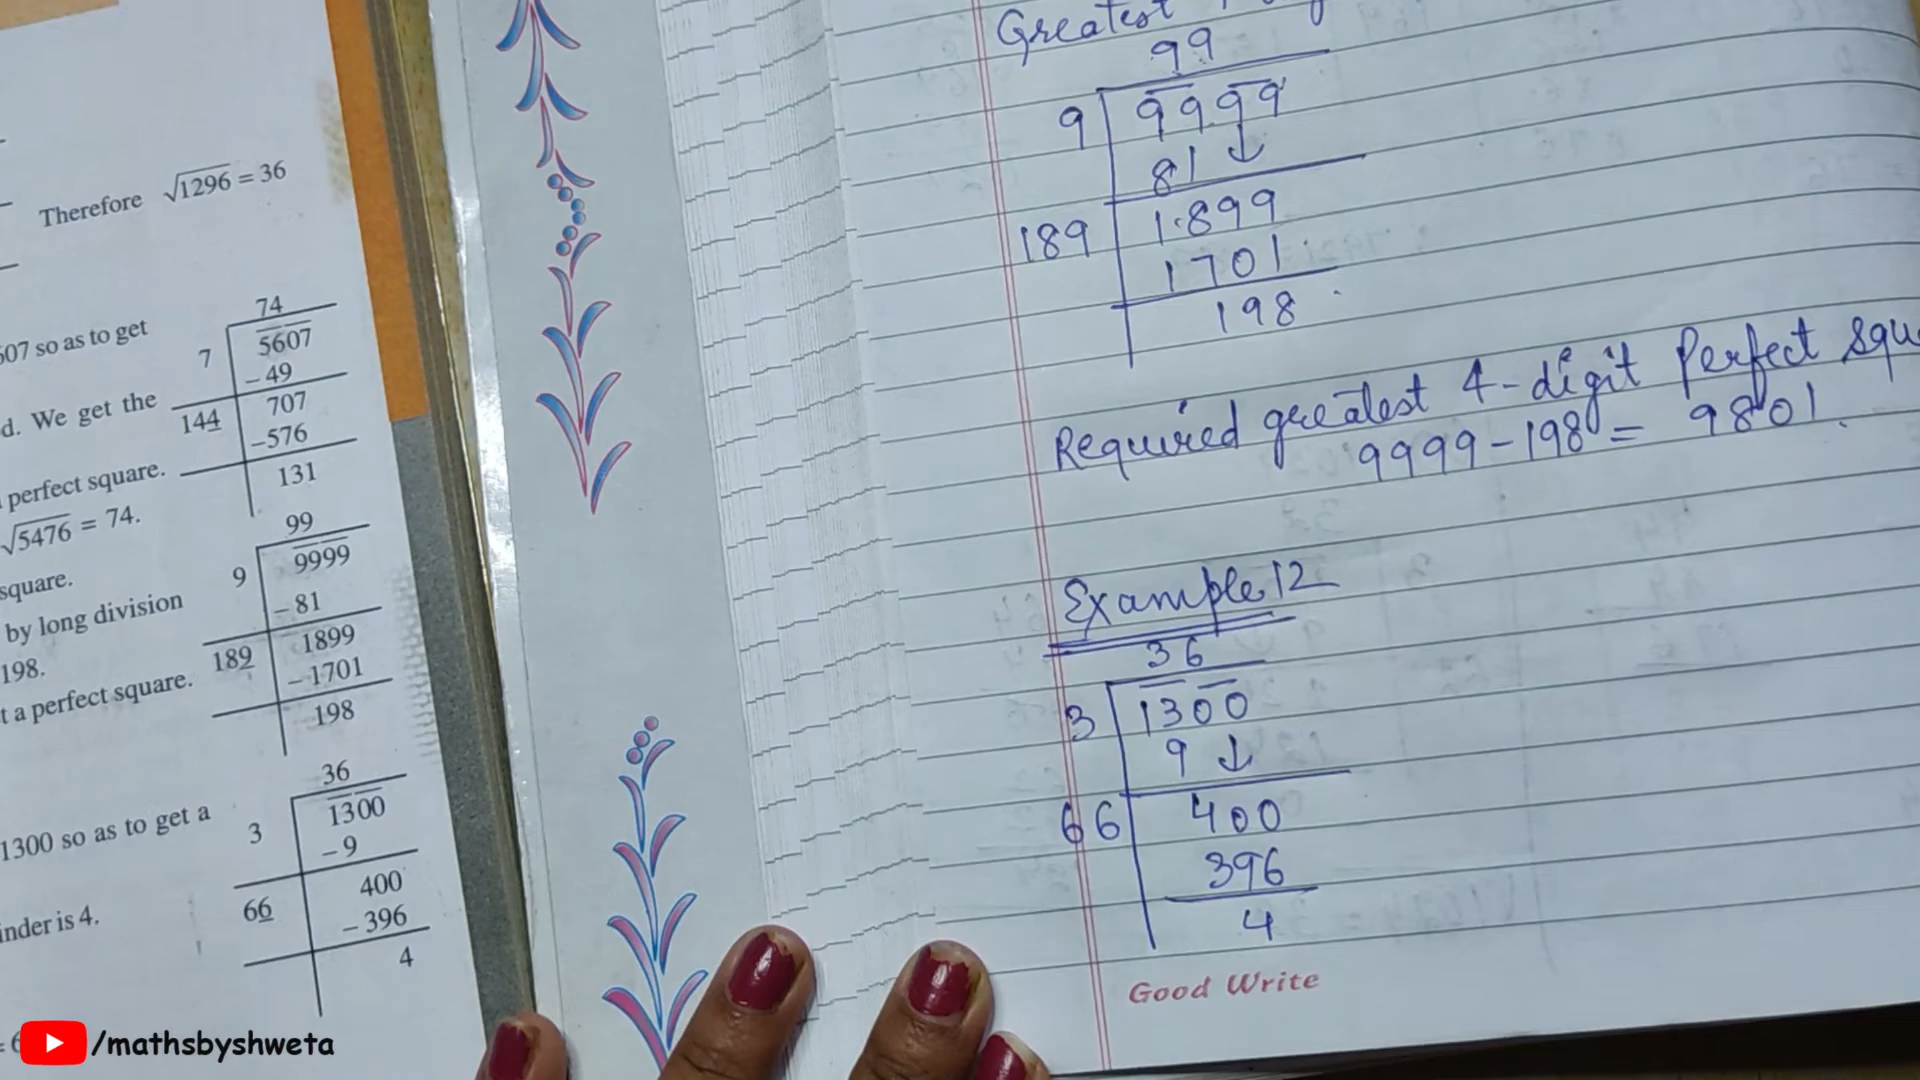 Therefore √1296 = 36
607 so as to get
d. We get the
perfect square.
√5476 = 74.
square.
by long division
198.
t a perfect square.
1300 so as to get a
inder is 4.
74
7 5607
-49
144 707
-576
131
99
9 9999
-81
189 1899
-1701
198
36
3 1300
-9
66 400
-396
4
Greatest
99
9 9999
81 ↓
189 1.899
1701
198
Required greatest 4-digit Perfect Squ
9999-198 = 9801.
Example 12
36
3 1300
9 ↓
66 400
396
4
Good Write
/mathsbyshweta